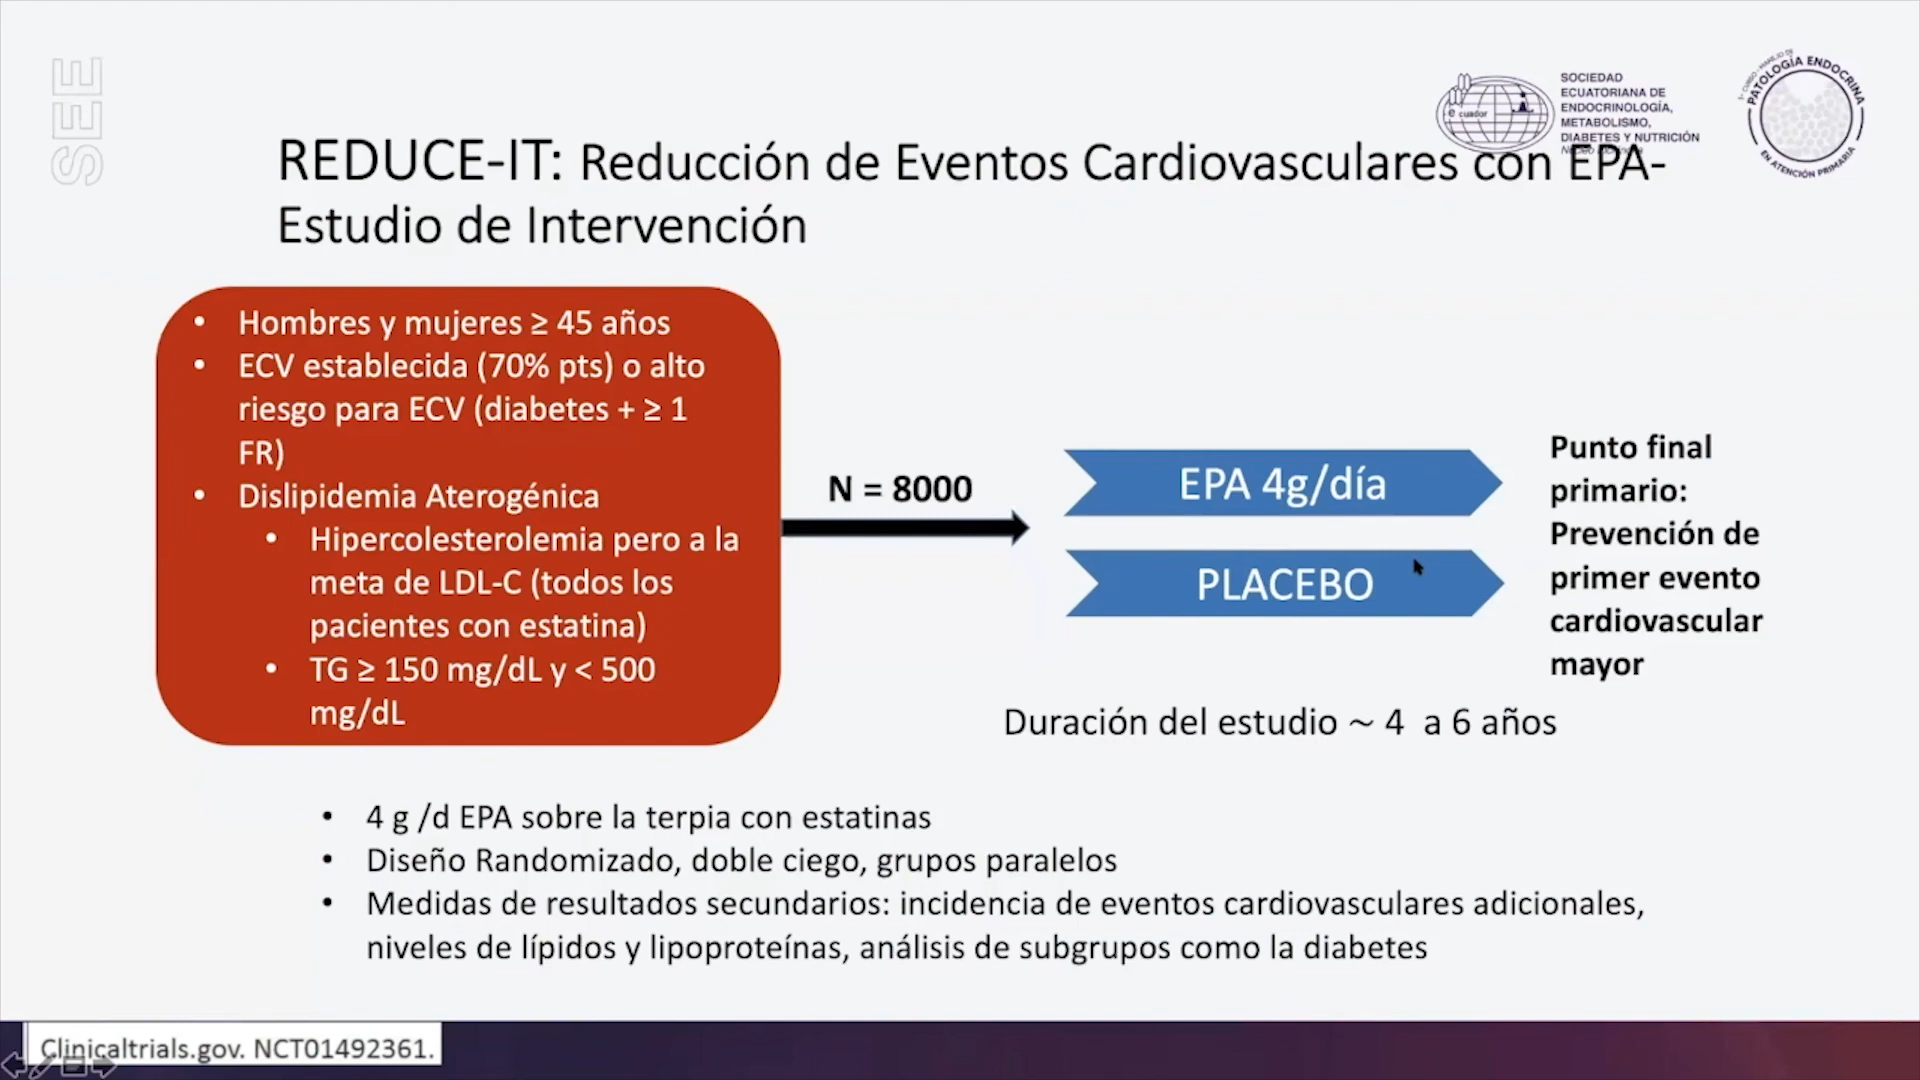 SEE
SOCIEDAD
ECUATORIANA DE
ENDOCRINOLOGÍA,
METABOLISMO,
DIABETES Y NUTRICIÓN
ecuador
PATOLOGÍA ENDOCRINA
EN ATENCIÓN PRIMARIA
REDUCE-IT: Reducción de Eventos Cardiovasculares con EPA-
Estudio de Intervención
• Hombres y mujeres ≥ 45 años
• ECV establecida (70% pts) o alto
riesgo para ECV (diabetes + ≥ 1
FR)
• Dislipidemia Aterogénica
• Hipercolesterolemia pero a la
meta de LDL-C (todos los
pacientes con estatina)
• TG ≥ 150 mg/dL y < 500
mg/dL
N = 8000
EPA 4g/día
PLACEBO
Punto final
primario:
Prevención de
primer evento
cardiovascular
mayor
Duración del estudio ~ 4 a 6 años
• 4 g /d EPA sobre la terpia con estatinas
• Diseño Randomizado, doble ciego, grupos paralelos
• Medidas de resultados secundarios: incidencia de eventos cardiovasculares adicionales,
niveles de lípidos y lipoproteínas, análisis de subgrupos como la diabetes
Clinicaltrials.gov. NCT01492361.